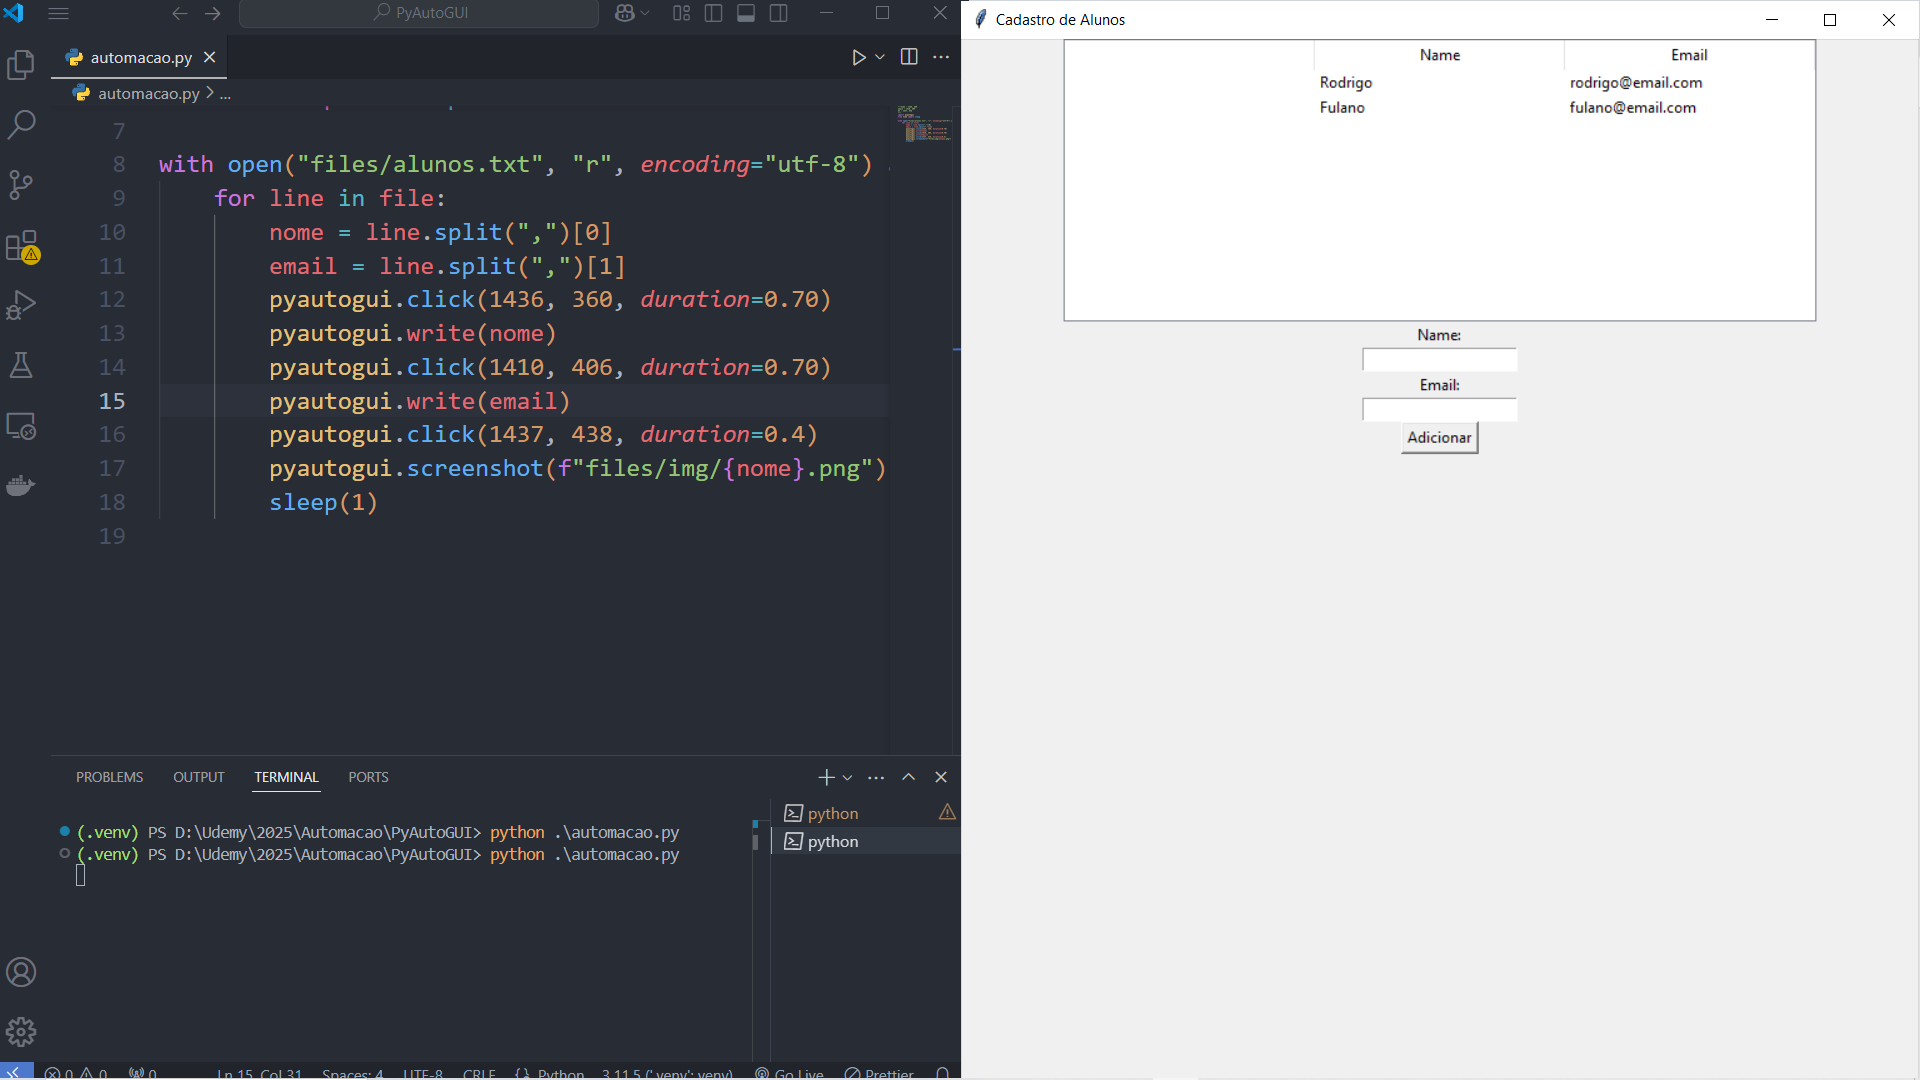 PyAutoGUI
automacao.py
automacao.py > ...
7
8 with open("files/alunos.txt", "r", encoding="utf-8")
9 for line in file:
10 nome = line.split(",")[0]
11 email = line.split(",")[1]
12 pyautogui.click(1436, 360, duration=0.70)
13 pyautogui.write(nome)
14 pyautogui.click(1410, 406, duration=0.70)
15 pyautogui.write(email)
16 pyautogui.click(1437, 438, duration=0.4)
17 pyautogui.screenshot(f"files/img/{nome}.png")
18 sleep(1)
19
PROBLEMS OUTPUT TERMINAL PORTS
(.venv) PS D:\Udemy\2025\Automacao\PyAutoGUI> python .\automacao.py
(.venv) PS D:\Udemy\2025\Automacao\PyAutoGUI> python .\automacao.py
python
python
0 0 0 Ln 15, Col 31 Spaces: 4 UTF-8 CRLF {} Python 3.11.5 ('.venv': venv) Go Live Prettier
Cadastro de Alunos
Name Email
Rodrigo rodrigo@email.com
Fulano fulano@email.com
Name:
Email:
Adicionar